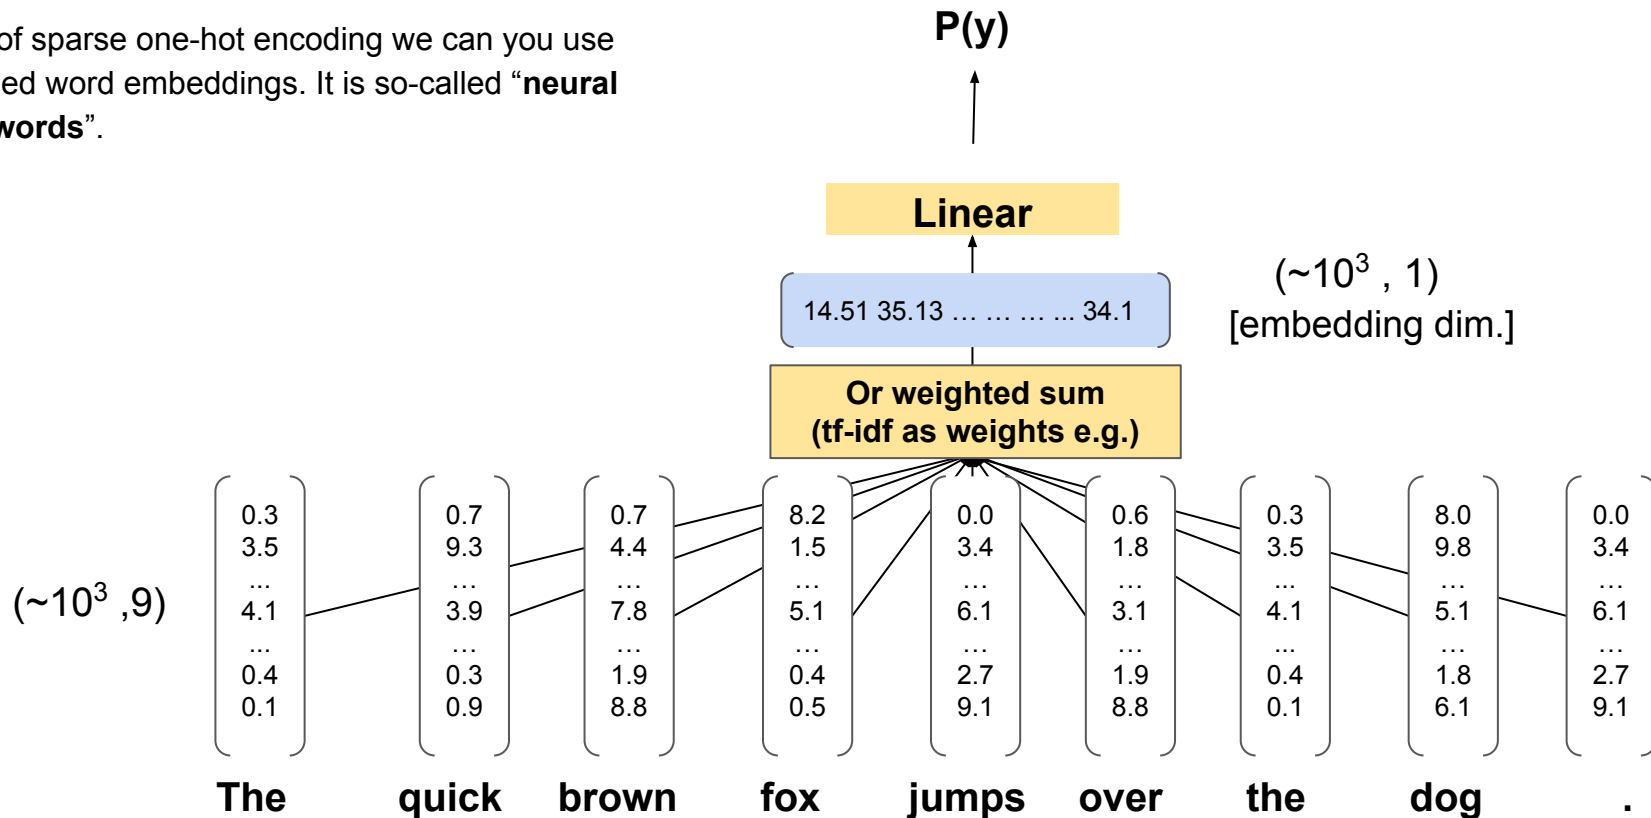 of sparse one-hot encoding we can you use
ed word embeddings. It is so-called “neural
words”.
P(y)
Linear
14.51 35.13 … … … ... 34.1
(~10³ , 1)
[embedding dim.]
Or weighted sum
(tf-idf as weights e.g.)
0.3 0.7 0.7 8.2 0.0 0.6 0.3 8.0 0.0
3.5 9.3 4.4 1.5 3.4 1.8 3.5 9.8 3.4
... … … … … … ... … …
(~10³ ,9) 4.1 3.9 7.8 5.1 6.1 3.1 4.1 5.1 6.1
... … … … … … ... … …
0.4 0.3 1.9 0.4 2.7 1.9 0.4 1.8 2.7
0.1 0.9 8.8 0.5 9.1 8.8 0.1 6.1 9.1
The quick brown fox jumps over the dog .